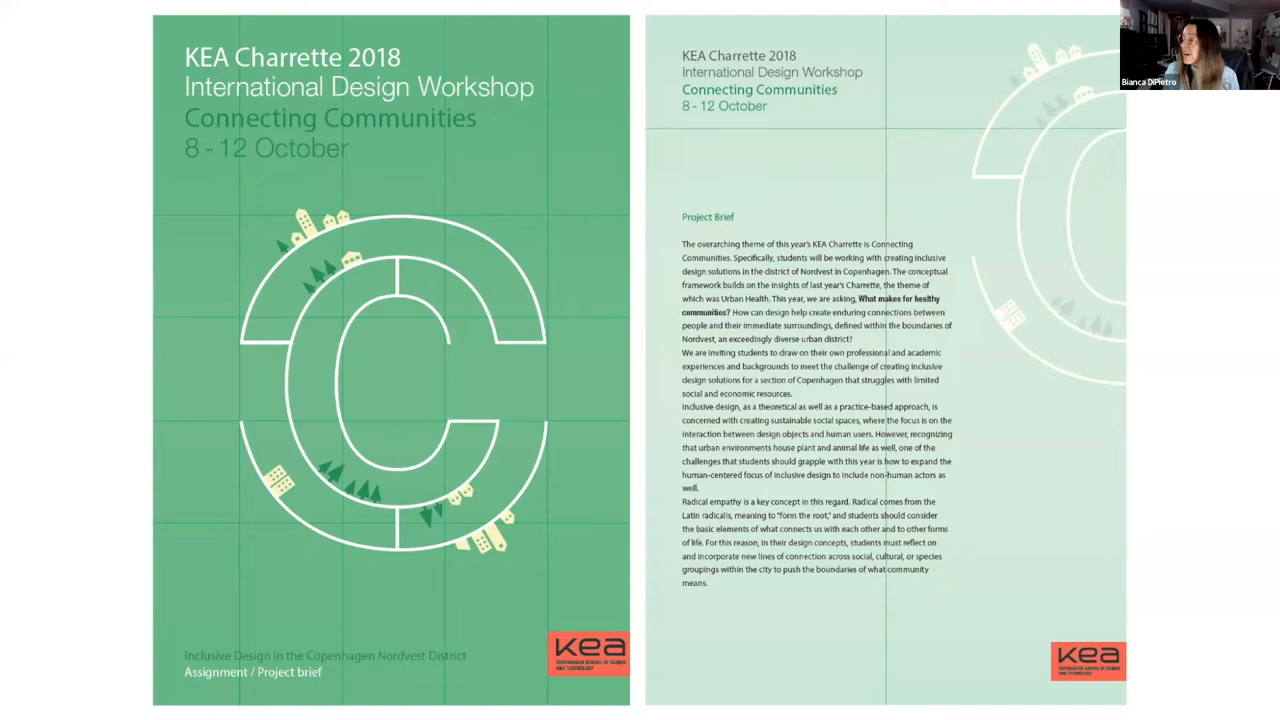 KEA Charrette 2018
International Design Workshop
Connecting Communities
8 - 12 October
Inclusive Design in the Copenhagen Nordvest District
Assignment / Project brief
kea
COPENHAGEN SCHOOL OF DESIGN
AND TECHNOLOGY
KEA Charrette 2018
International Design Workshop
Connecting Communities
8 - 12 October
Project Brief
The overarching theme of this year's KEA Charrette is Connecting
Communities. Specifically, students will be working with creating inclusive
design solutions in the district of Nordvest in Copenhagen. The conceptual
framework builds on the insights of last year's Charrette, the theme of
which was Urban Health. This year, we are asking, What makes for healthy
communities? How can design help create enduring connections between
people and their immediate surroundings, defined within the boundaries of
Nordvest, an exceedingly diverse urban district?
We are inviting students to draw on their own professional and academic
experiences and backgrounds to meet the challenge of creating inclusive
design solutions for a section of Copenhagen that struggles with limited
social and economic resources.
Inclusive design, as a theoretical as well as a practice-based approach, is
concerned with creating sustainable social spaces, where the focus is on the
interaction between design objects and human users. However, recognizing
that urban environments house plant and animal life as well, one of the
challenges that students should grapple with this year is how to expand the
human-centered focus of inclusive design to include non-human actors as
well.
Radical empathy is a key concept in this regard. Radical comes from the
Latin radicalis, meaning to "form the root," and students should consider
the basic elements of what connects us with each other and to other forms
of life. For this reason, in their design concepts, students must reflect on
and incorporate new lines of connection across social, cultural, or species
groupings within the city to push the boundaries of what community
means.
kea
COPENHAGEN SCHOOL OF DESIGN
AND TECHNOLOGY
Bianca DiPietro